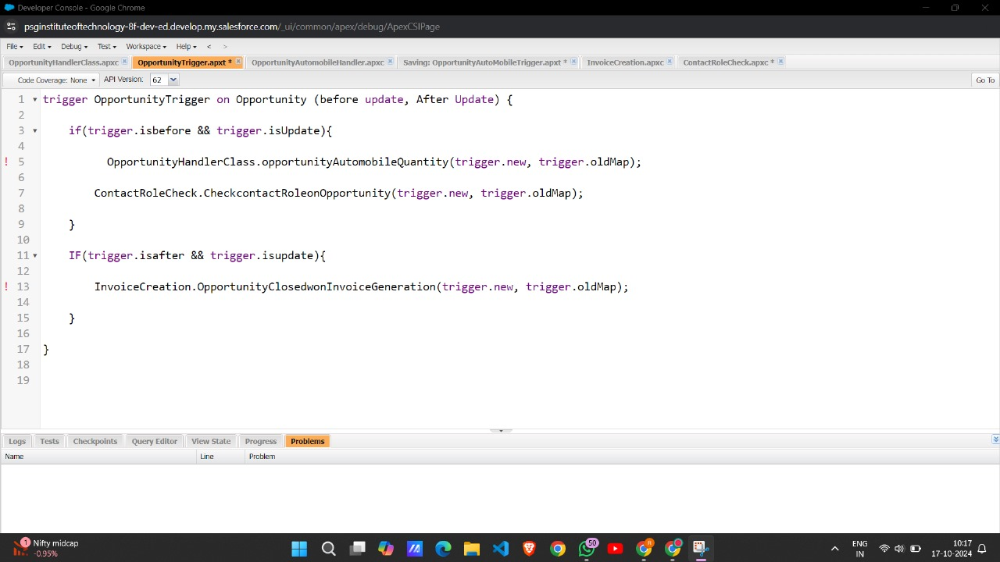 Developer Console - Google Chrome
psginstituteoftechnology-8f-dev-ed.develop.my.salesforce.com/_ui/common/apex/debug/ApexCSIPage
File Edit Debug Test Workspace Help < >
OpportunityHandlerClass.apxc OpportunityTrigger.apxt * OpportunityAutomobileHandler.apxc Saving: OpportunityAutoMobileTrigger.apxt * InvoiceCreation.apxc ContactRoleCheck.apxc *
Code Coverage: None API Version: 62 Go To
1 trigger OpportunityTrigger on Opportunity (before update, After Update) {
2
3 if(trigger.isbefore && trigger.isUpdate){
4
! 5 OpportunityHandlerClass.opportunityAutomobileQuantity(trigger.new, trigger.oldMap);
6
7 ContactRoleCheck.CheckcontactRoleonOpportunity(trigger.new, trigger.oldMap);
8
9 }
10
11 IF(trigger.isafter && trigger.isupdate){
12
! 13 InvoiceCreation.OpportunityClosedwonInvoiceGeneration(trigger.new, trigger.oldMap);
14
15 }
16
17 }
18
19
Logs Tests Checkpoints Query Editor View State Progress Problems
Name Line Problem
1 Nifty midcap
-0.95%
50
ENG
IN
10:17
17-10-2024